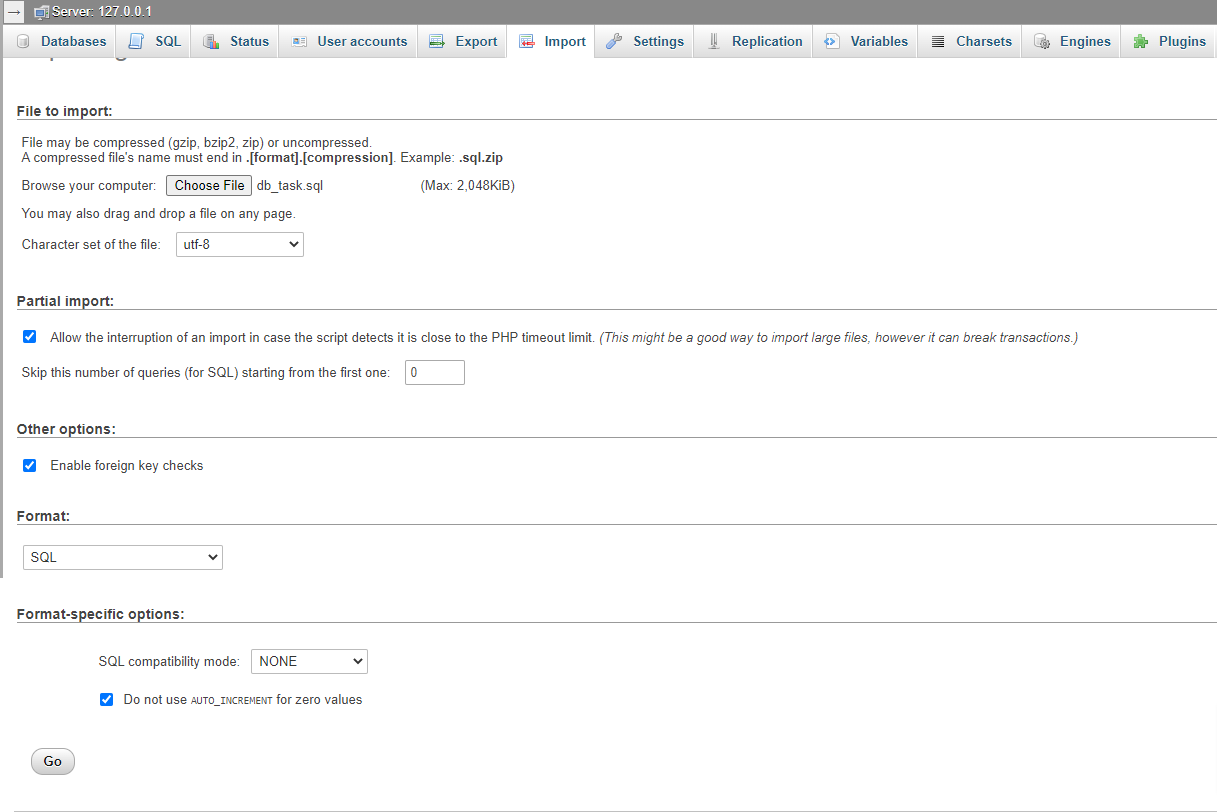 Server: 127.0.0.1
Databases SQL Status User accounts Export Import Settings Replication Variables Charsets Engines Plugins
File to import:
File may be compressed (gzip, bzip2, zip) or uncompressed.
A compressed file's name must end in .[format].[compression]. Example: .sql.zip
Browse your computer: Choose File db_task.sql (Max: 2,048KiB)
You may also drag and drop a file on any page.
Character set of the file: utf-8
Partial import:
Allow the interruption of an import in case the script detects it is close to the PHP timeout limit. (This might be a good way to import large files, however it can break transactions.)
Skip this number of queries (for SQL) starting from the first one: 0
Other options:
Enable foreign key checks
Format:
SQL
Format-specific options:
SQL compatibility mode: NONE
Do not use AUTO_INCREMENT for zero values
Go